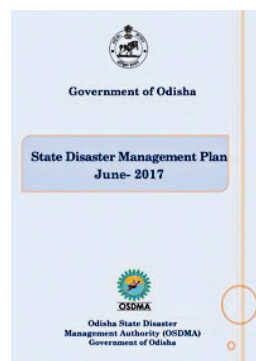 Government of Odisha
State Disaster Management Plan
June- 2017
OSDMA
Odisha State Disaster
Management Authority (OSDMA)
Government of Odisha